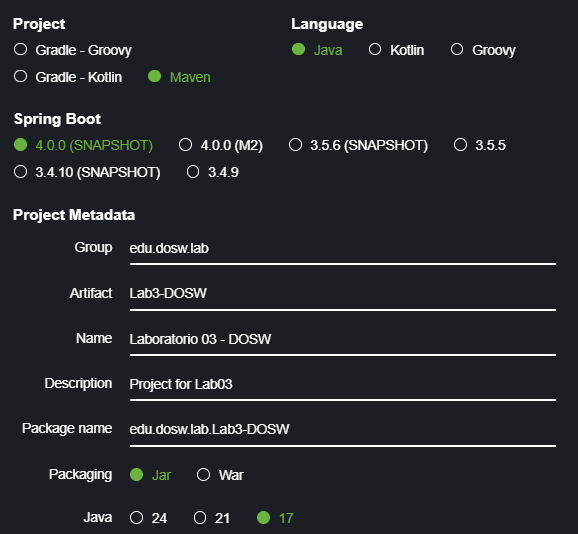 Project
Language
Gradle - Groovy
Java Kotlin Groovy
Gradle - Kotlin Maven
Spring Boot
4.0.0 (SNAPSHOT) 4.0.0 (M2) 3.5.6 (SNAPSHOT) 3.5.5
3.4.10 (SNAPSHOT) 3.4.9
Project Metadata
Group edu.dosw.lab
Artifact Lab3-DOSW
Name Laboratorio 03 - DOSW
Description Project for Lab03
Package name edu.dosw.lab.Lab3-DOSW
Packaging Jar War
Java 24 21 17